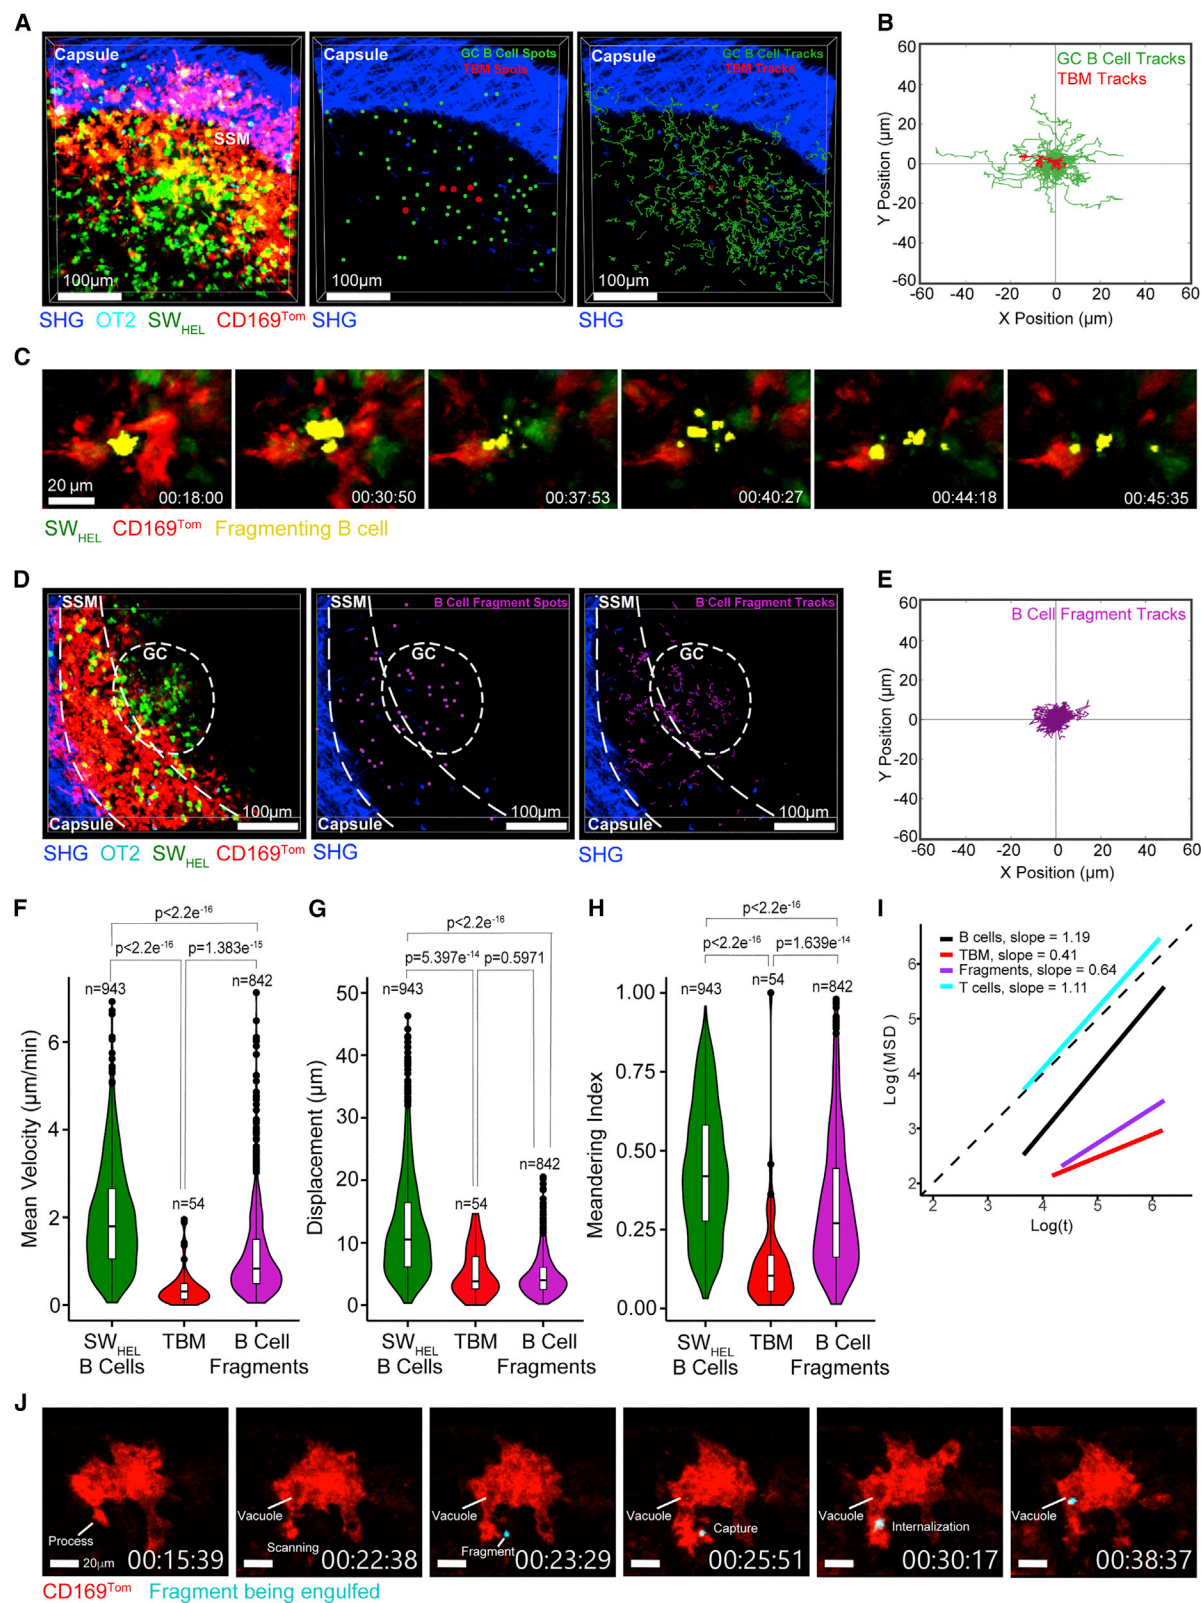 A
Capsule
SSM
100µm
SHG OT2 SWHEL CD169Tom
Capsule
GC B Cell Spots
TBM Spots
100µm
SHG
Capsule
GC B Cell Tracks
TBM Tracks
100µm
SHG
B
GC B Cell Tracks
TBM Tracks
Y Position (µm)
60
40
20
0
-20
-40
-60
-60 -40 -20 0 20 40 60
X Position (µm)
C
20 µm
00:18:00
00:30:50
00:37:53
00:40:27
00:44:18
00:45:35
SWHEL CD169Tom Fragmenting B cell
D
SSM
GC
100µm
Capsule
SHG OT2 SWHEL CD169Tom
SSM
B Cell Fragment Spots
GC
100µm
Capsule
SHG
SSM
B Cell Fragment Tracks
GC
100µm
Capsule
SHG
E
B Cell Fragment Tracks
Y Position (µm)
60
40
20
0
-20
-40
-60
-60 -40 -20 0 20 40 60
X Position (µm)
F
p<2.2e-16
p<2.2e-16 p=1.383e-15
n=943
n=54
n=842
Mean Velocity (µm/min)
6
4
2
0
SWHEL B Cells
TBM
B Cell Fragments
G
p<2.2e-16
p=5.397e-14 p=0.5971
n=943
n=54
n=842
Displacement (µm)
50
40
30
20
10
0
SWHEL B Cells
TBM
B Cell Fragments
H
p<2.2e-16
p<2.2e-16 p=1.639e-14
n=943
n=54
n=842
Meandering Index
1.00
0.75
0.50
0.25
0.00
SWHEL B Cells
TBM
B Cell Fragments
I
B cells, slope = 1.19
TBM, slope = 0.41
Fragments, slope = 0.64
T cells, slope = 1.11
Log(MSD)
6
5
4
3
2
2 3 4 5 6
Log(t)
J
Process
20µm
00:15:39
Vacuole
Scanning
00:22:38
Vacuole
Fragment
00:23:29
Vacuole
Capture
00:25:51
Vacuole
Internalization
00:30:17
Vacuole
00:38:37
CD169Tom Fragment being engulfed